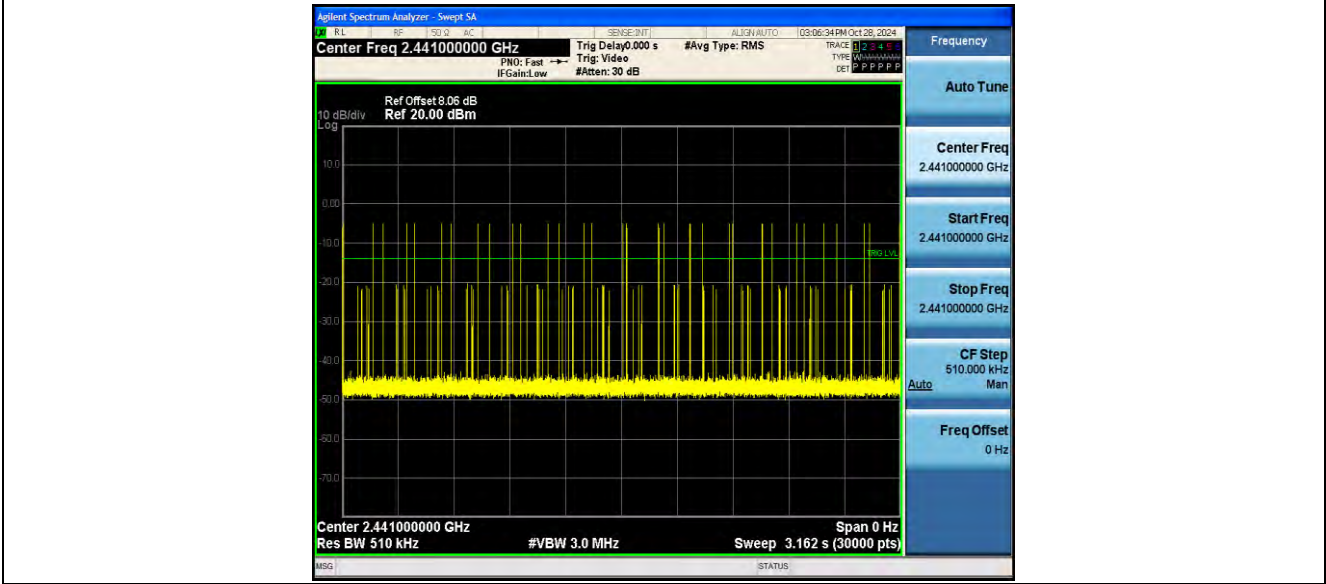 Agilent Spectrum Analyzer - Swept SA
LXI RL RF 50 Ω AC SENSE:INT ALIGN AUTO 03:06:34 PM Oct 28, 2024
Center Freq 2.441000000 GHz
PNO: Fast
IFGain:Low
Trig Delay0.000 s
Trig: Video
#Atten: 30 dB
#Avg Type: RMS
TRACE 1 2 3 4 5 6
TYPE
DET P P P P P P
Ref Offset 8.06 dB
10 dB/div Ref 20.00 dBm
Log
10.0
0.00
-10.0
TRIG LVL
-20.0
-30.0
-40.0
-50.0
-60.0
-70.0
Center 2.441000000 GHz Span 0 Hz
Res BW 510 kHz #VBW 3.0 MHz Sweep 3.162 s (30000 pts)
MSG STATUS
Frequency
Auto Tune
Center Freq
2.441000000 GHz
Start Freq
2.441000000 GHz
Stop Freq
2.441000000 GHz
CF Step
510.000 kHz
Auto Man
Freq Offset
0 Hz